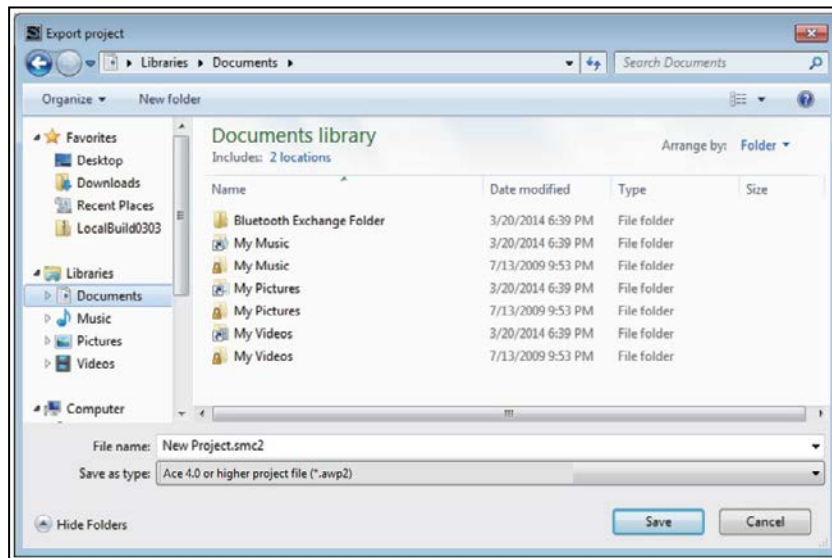 Export project
Libraries Documents
Search Documents
Organize New folder
Favorites
Desktop
Downloads
Recent Places
LocalBuild0303
Libraries
Documents
Music
Pictures
Videos
Computer
Documents library
Includes: 2 locations
Arrange by: Folder
Name Date modified Type Size
Bluetooth Exchange Folder 3/20/2014 6:39 PM File folder
My Music 3/20/2014 6:39 PM File folder
My Music 7/13/2009 9:53 PM File folder
My Pictures 3/20/2014 6:39 PM File folder
My Pictures 7/13/2009 9:53 PM File folder
My Videos 3/20/2014 6:39 PM File folder
My Videos 7/13/2009 9:53 PM File folder
File name: New Project.smc2
Save as type: Ace 4.0 or higher project file (*.awp2)
Hide Folders Save Cancel